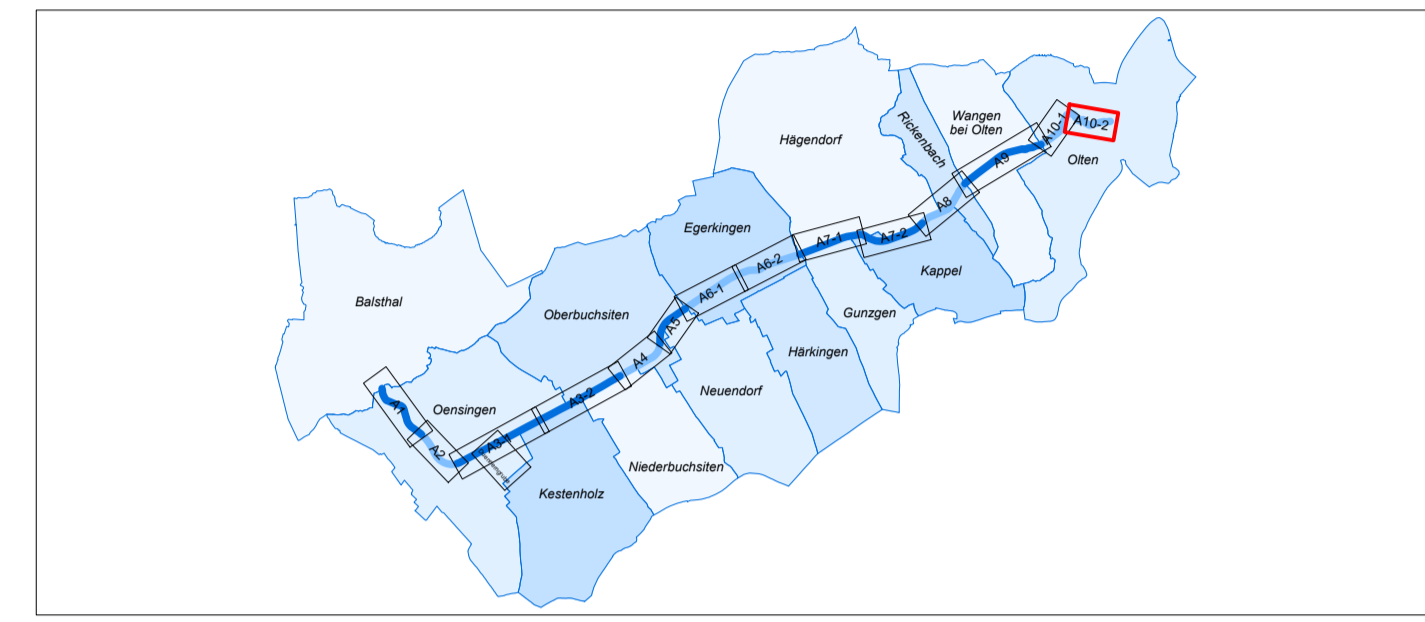 Wangen
bei Olten
Rickenbach
Hägendorf
A10-1
A10-2
Olten
A9
A8
Egerkingen
A7-1
A7-2
A6-2
Kappel
A6-1
Balsthal
Oberbuchsiten
Gunzgen
A5
Härkingen
A4
Neuendorf
A3-2
A1
Oensingen
A3-1
A2
Niederbuchsiten
Kestenholz